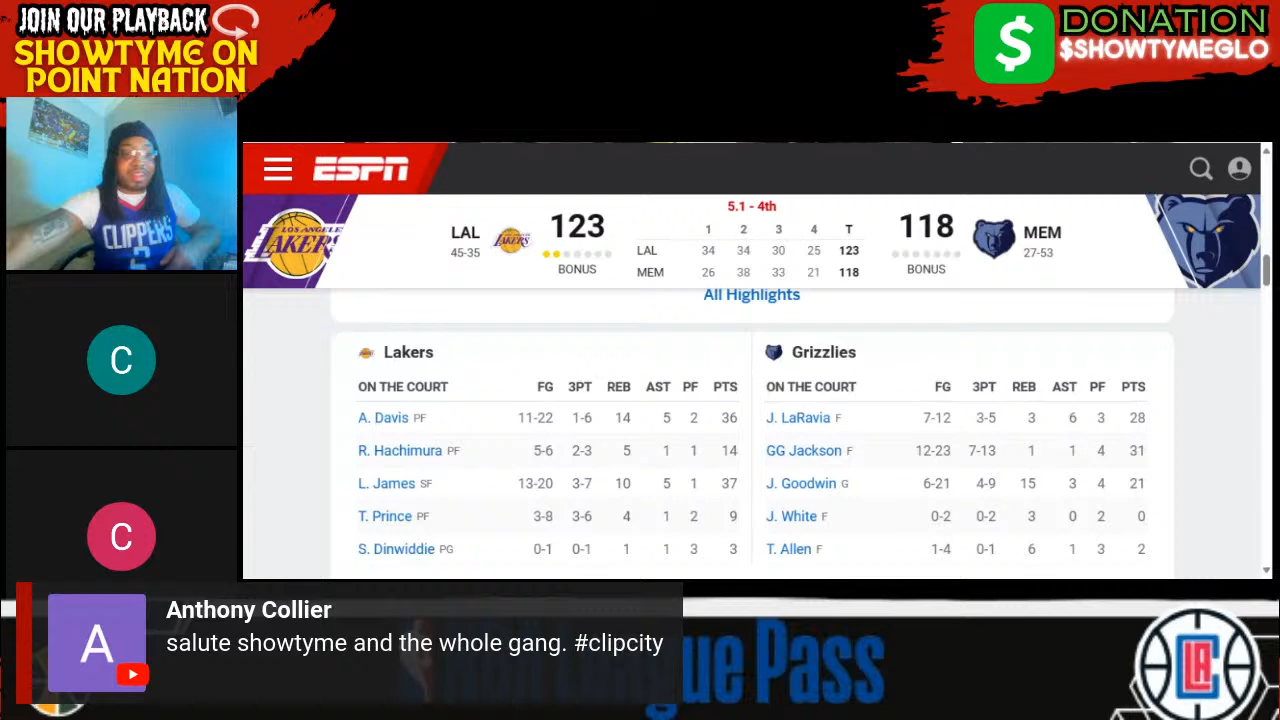 JOIN OUR PLAYBACK
SHOWTYME ON
POINT NATION
$
DONATION
$SHOWTYMEGLO
CLIPPERS
2
ESPN
LOS ANGELES
LAKERS
LAL
45-35
LAKERS
123
BONUS
5.1 - 4th
1 2 3 4 T
LAL 34 34 30 25 123
MEM 26 38 33 21 118
118
BONUS
MEM
27-53
All Highlights
Lakers
ON THE COURT FG 3PT REB AST PF PTS
A. Davis PF 11-22 1-6 14 5 2 36
R. Hachimura PF 5-6 2-3 5 1 1 14
L. James SF 13-20 3-7 10 5 1 37
T. Prince PF 3-8 3-6 4 1 2 9
S. Dinwiddie PG 0-1 0-1 1 1 3 3
Grizzlies
ON THE COURT FG 3PT REB AST PF PTS
J. LaRavia F 7-12 3-5 3 6 3 28
GG Jackson F 12-23 7-13 1 1 4 31
J. Goodwin G 6-21 4-9 15 3 4 21
J. White F 0-2 0-2 3 0 2 0
T. Allen F 1-4 0-1 6 1 3 2
C
C
A
Anthony Collier
salute showtyme and the whole gang. #clipcity
ue Pass
LA